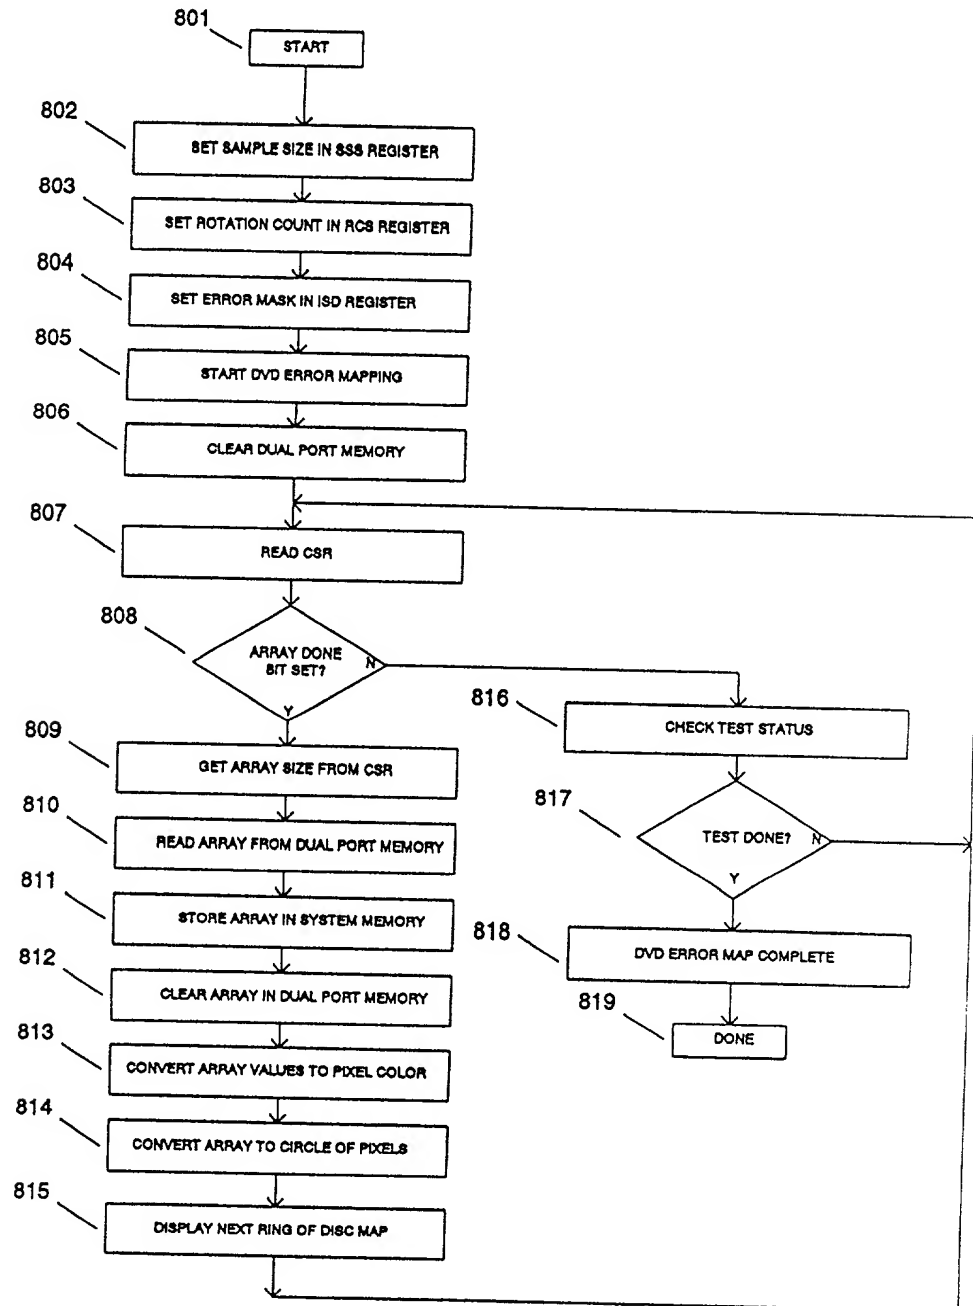 801
START
802
SET SAMPLE SIZE IN SSS REGISTER
803
SET ROTATION COUNT IN RCS REGISTER
804
SET ERROR MASK IN ISD REGISTER
805
START DVD ERROR MAPPING
806
CLEAR DUAL PORT MEMORY
807
READ CSR
808
ARRAY DONE
BIT SET?
N
Y
816
CHECK TEST STATUS
809
GET ARRAY SIZE FROM CSR
817
TEST DONE?
N
Y
810
READ ARRAY FROM DUAL PORT MEMORY
811
STORE ARRAY IN SYSTEM MEMORY
818
DVD ERROR MAP COMPLETE
812
CLEAR ARRAY IN DUAL PORT MEMORY
819
DONE
813
CONVERT ARRAY VALUES TO PIXEL COLOR
814
CONVERT ARRAY TO CIRCLE OF PIXELS
815
DISPLAY NEXT RING OF DISC MAP